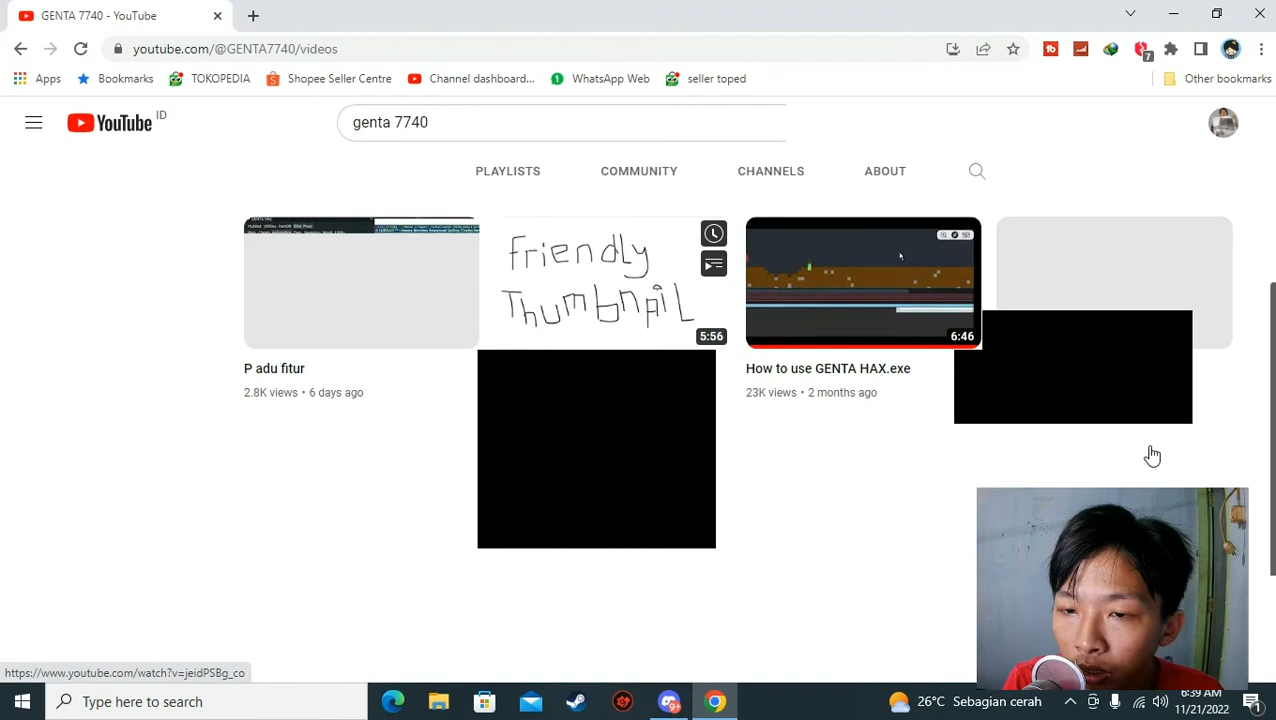 GENTA 7740 - YouTube
youtube.com/@GENTA7740/videos
7
Apps Bookmarks TOKOPEDIA Shopee Seller Centre Channel dashboard... WhatsApp Web seller toped Other bookmarks
YouTube ID
genta 7740
PLAYLISTS COMMUNITY CHANNELS ABOUT
friendly
Thumbnail
5:56
6:46
P adu fitur
2.8K views • 6 days ago
How to use GENTA HAX.exe
23K views • 2 months ago
https://www.youtube.com/watch?v=jeidPSBg_co
Type here to search
26°C Sebagian cerah
:39 AM
11/21/2022